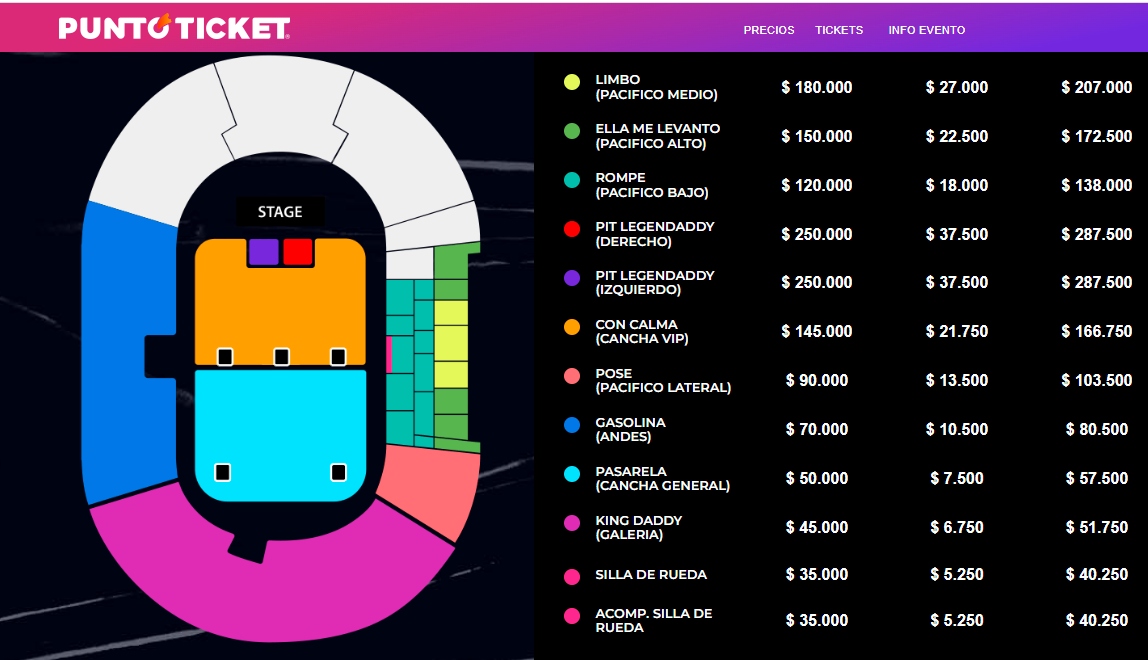 PUNTO TICKET
PRECIOS TICKETS INFO EVENTO
STAGE
LIMBO
(PACIFICO MEDIO) $ 180.000 $ 27.000 $ 207.000
ELLA ME LEVANTO
(PACIFICO ALTO) $ 150.000 $ 22.500 $ 172.500
ROMPE
(PACIFICO BAJO) $ 120.000 $ 18.000 $ 138.000
PIT LEGENDADDY
(DERECHO) $ 250.000 $ 37.500 $ 287.500
PIT LEGENDADDY
(IZQUIERDO) $ 250.000 $ 37.500 $ 287.500
CON CALMA
(CANCHA VIP) $ 145.000 $ 21.750 $ 166.750
POSE
(PACIFICO LATERAL) $ 90.000 $ 13.500 $ 103.500
GASOLINA
(ANDES) $ 70.000 $ 10.500 $ 80.500
PASARELA
(CANCHA GENERAL) $ 50.000 $ 7.500 $ 57.500
KING DADDY
(GALERIA) $ 45.000 $ 6.750 $ 51.750
SILLA DE RUEDA $ 35.000 $ 5.250 $ 40.250
ACOMP. SILLA DE
RUEDA $ 35.000 $ 5.250 $ 40.250